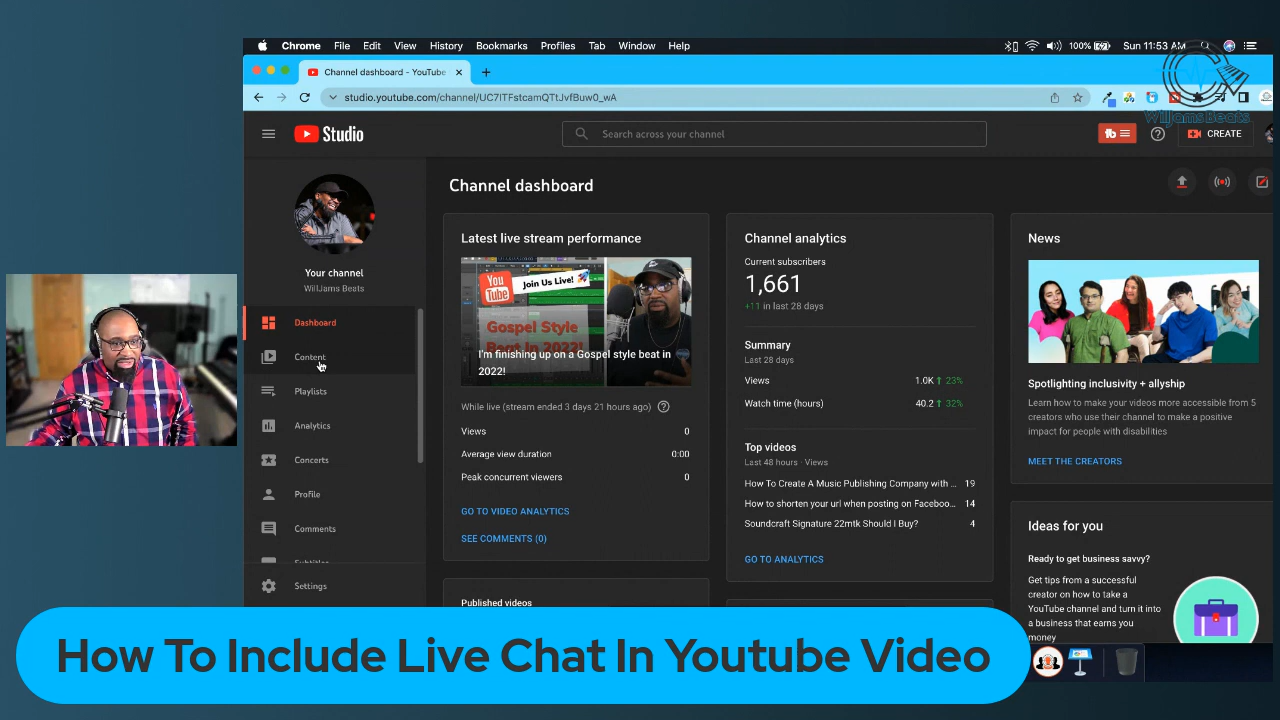 Chrome File Edit View History Bookmarks Profiles Tab Window Help
100% Sun 11:53 AM
Channel dashboard - YouTube
studio.youtube.com/channel/UC7ITFstcamQTtJvfBuw0_wA
WillJamsBeats
Studio
Search across your channel
CREATE
Channel dashboard
Your channel
WillJams Beats
Dashboard
Content
Playlists
Analytics
Concerts
Profile
Comments
Subtitles
Settings
Latest live stream performance
You Tube
Join Us Live!
Gospel Style
Beat In 2022!
I'm finishing up on a Gospel style beat in
2022!
While live (stream ended 3 days 21 hours ago)
Views 0
Average view duration 0:00
Peak concurrent viewers 0
GO TO VIDEO ANALYTICS
SEE COMMENTS (0)
Published videos
Channel analytics
Current subscribers
1,661
+11 in last 28 days
Summary
Last 28 days
Views 1.0K ↑ 23%
Watch time (hours) 40.2 ↑ 32%
Top videos
Last 48 hours · Views
How To Create A Music Publishing Company with ... 19
How to shorten your url when posting on Faceboo... 14
Soundcraft Signature 22mtk Should I Buy? 4
GO TO ANALYTICS
News
Spotlighting inclusivity + allyship
Learn how to make your videos more accessible from 5
creators who use their channel to make a positive
impact for people with disabilities
MEET THE CREATORS
Ideas for you
Ready to get business savvy?
Get tips from a successful
creator on how to take a
YouTube channel and turn it into
a business that earns you
money
How To Include Live Chat In Youtube Video